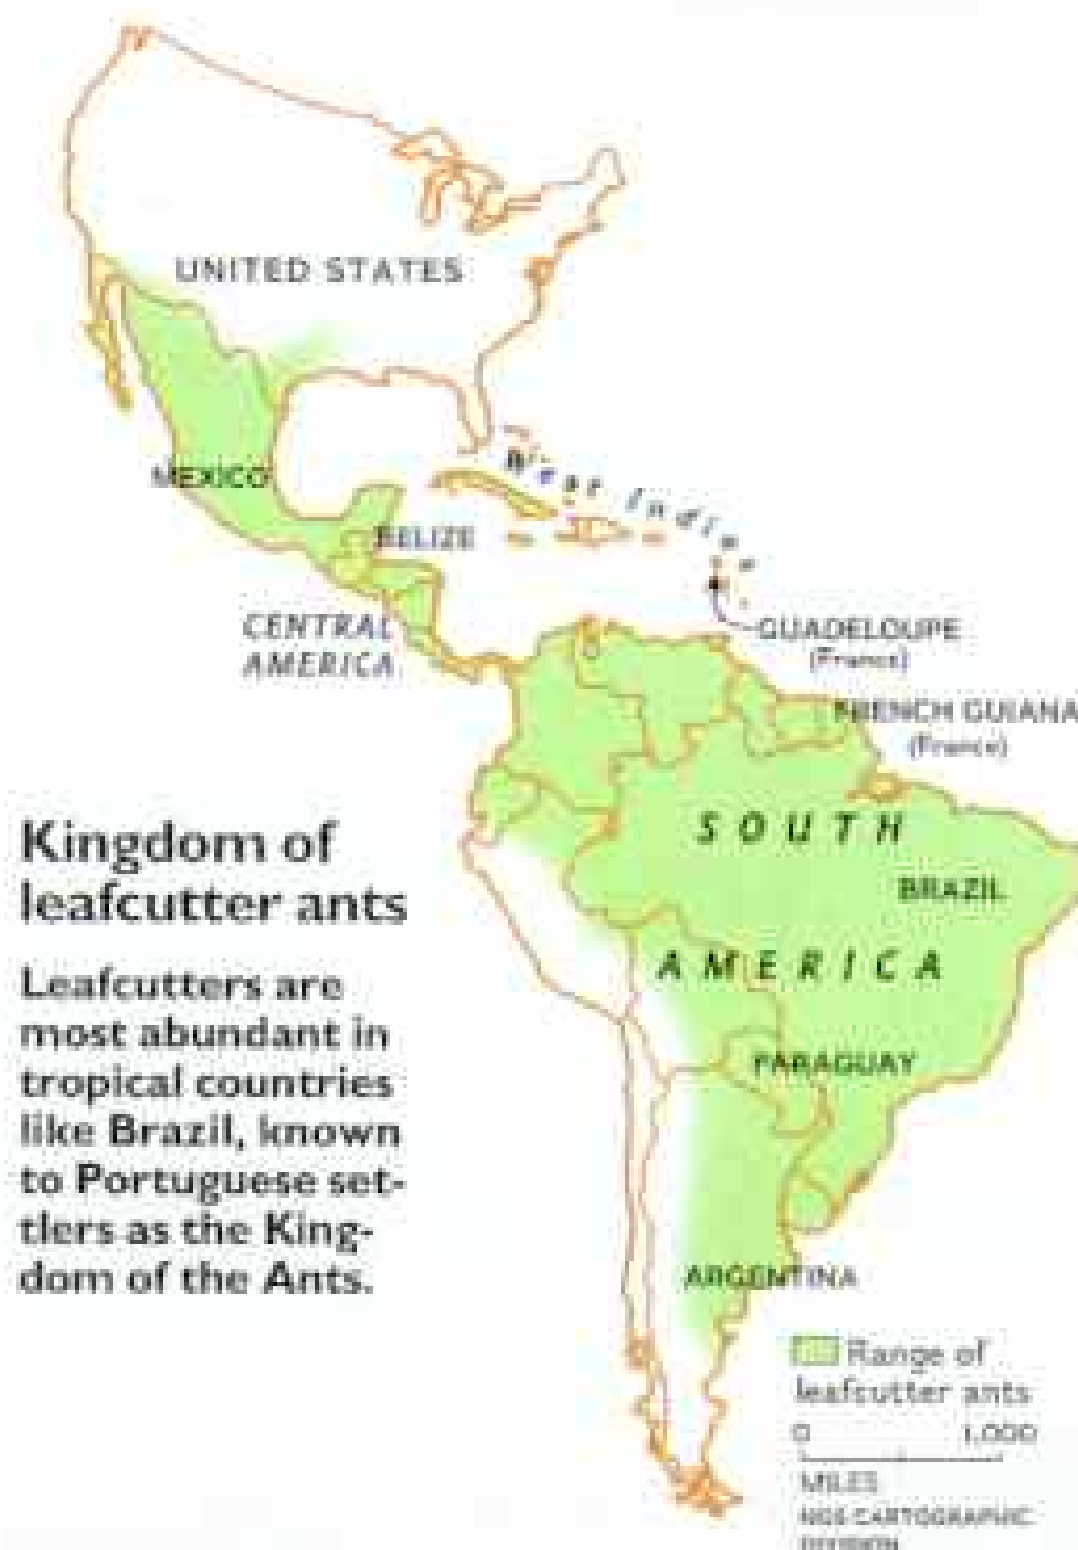 UNITED STATES
MEXICO
West Indies
BELIZE
CENTRAL
AMERICA
GUADELOUPE
(France)
FRENCH GUIANA
(France)
SOUTH
AMERICA
BRAZIL
PARAGUAY
ARGENTINA
Kingdom of
leafcutter ants
Leafcutters are
most abundant in
tropical countries
like Brazil, known
to Portuguese set-
tlers as the King-
dom of the Ants.
Range of
leafcutter ants
0 1,000
MILES
NGS CARTOGRAPHIC
DIVISION